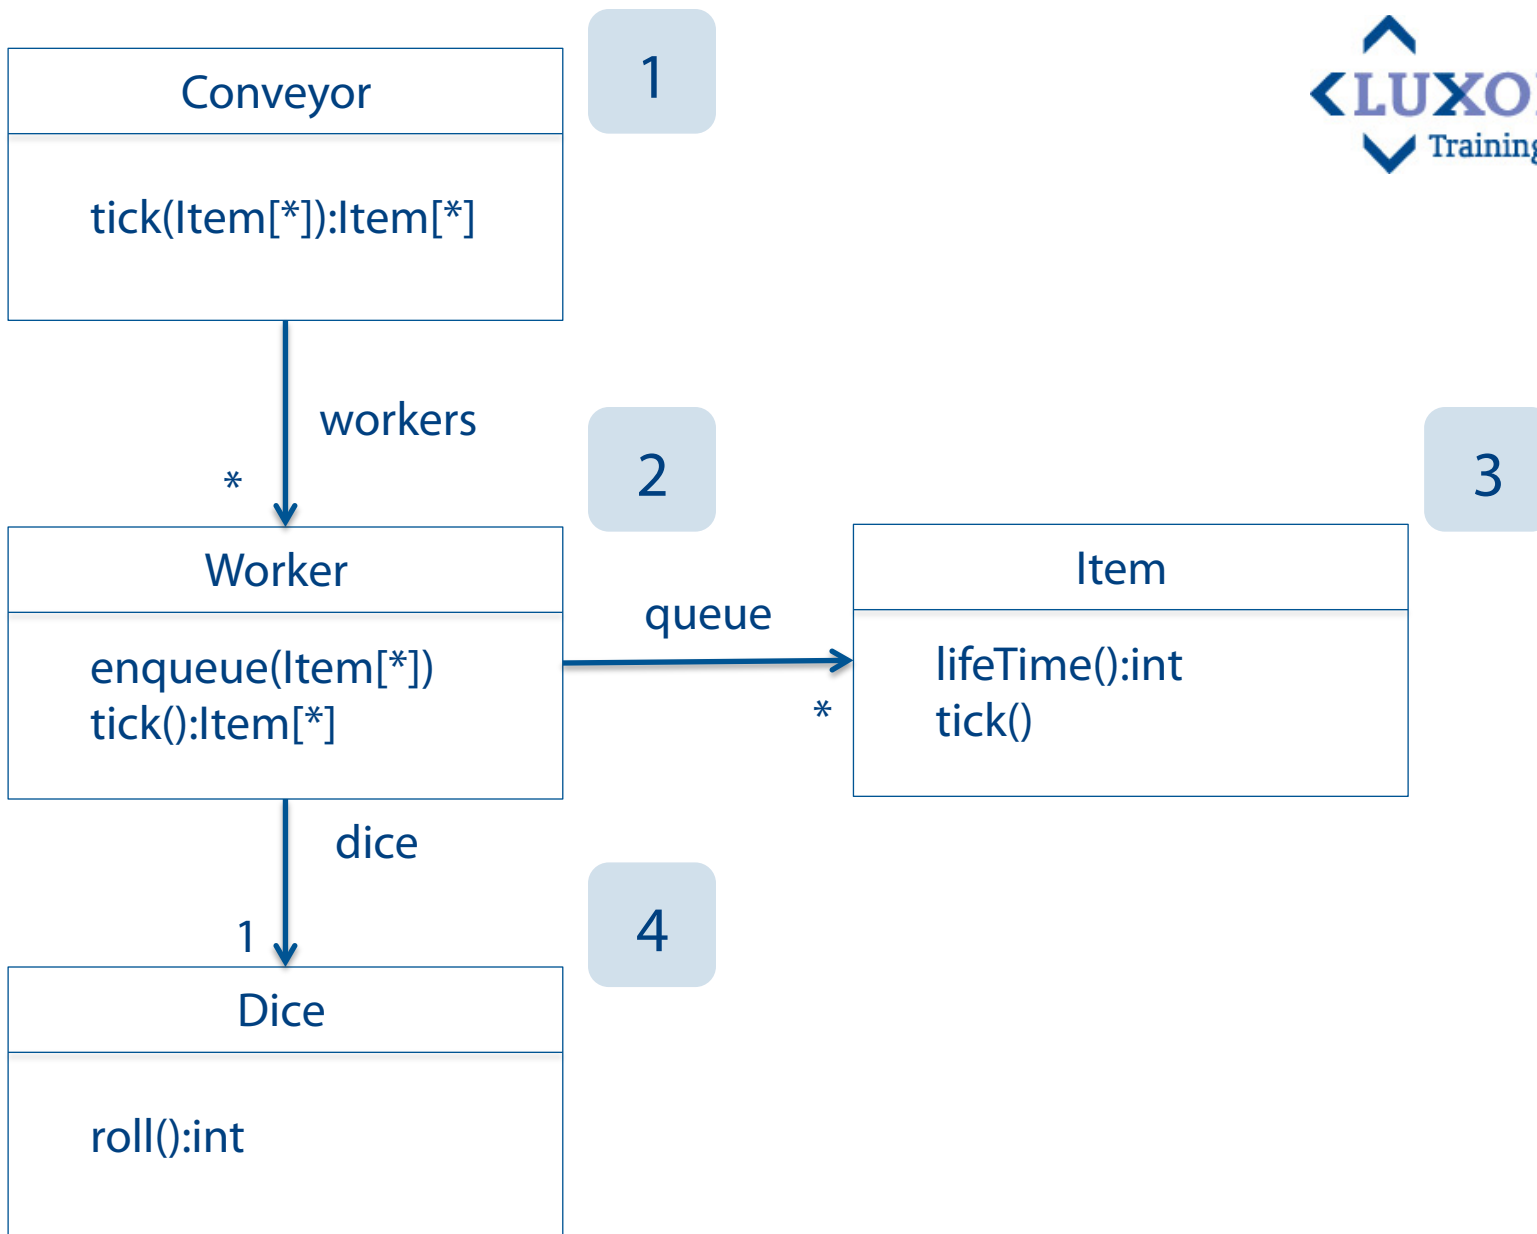 Conveyor
1
tick(Item[*]):Item[*]
Training
workers
*
2
3
Worker
enqueue(Item[*])
tick():Item[*]
queue
*
Item
lifeTime():int
tick()
dice
1
4
Dice
roll():int